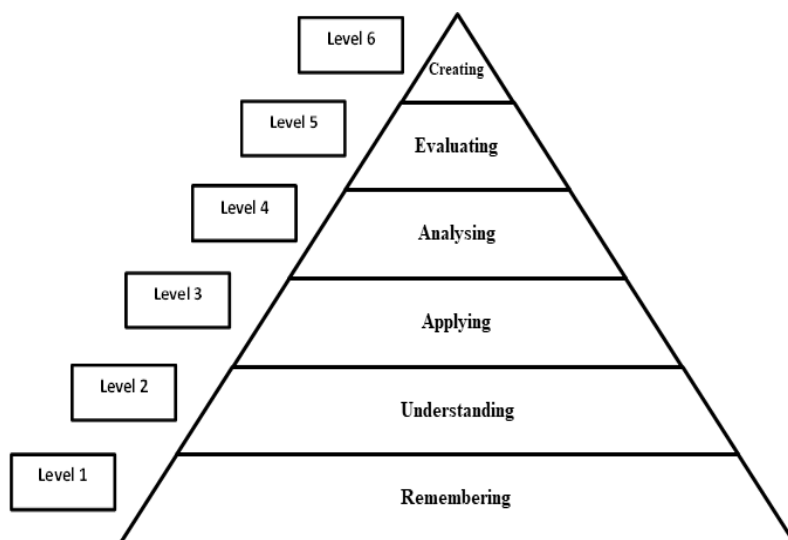 Level 6
Creating
Level 5
Evaluating
Level 4
Analysing
Level 3
Applying
Level 2
Understanding
Level 1
Remembering